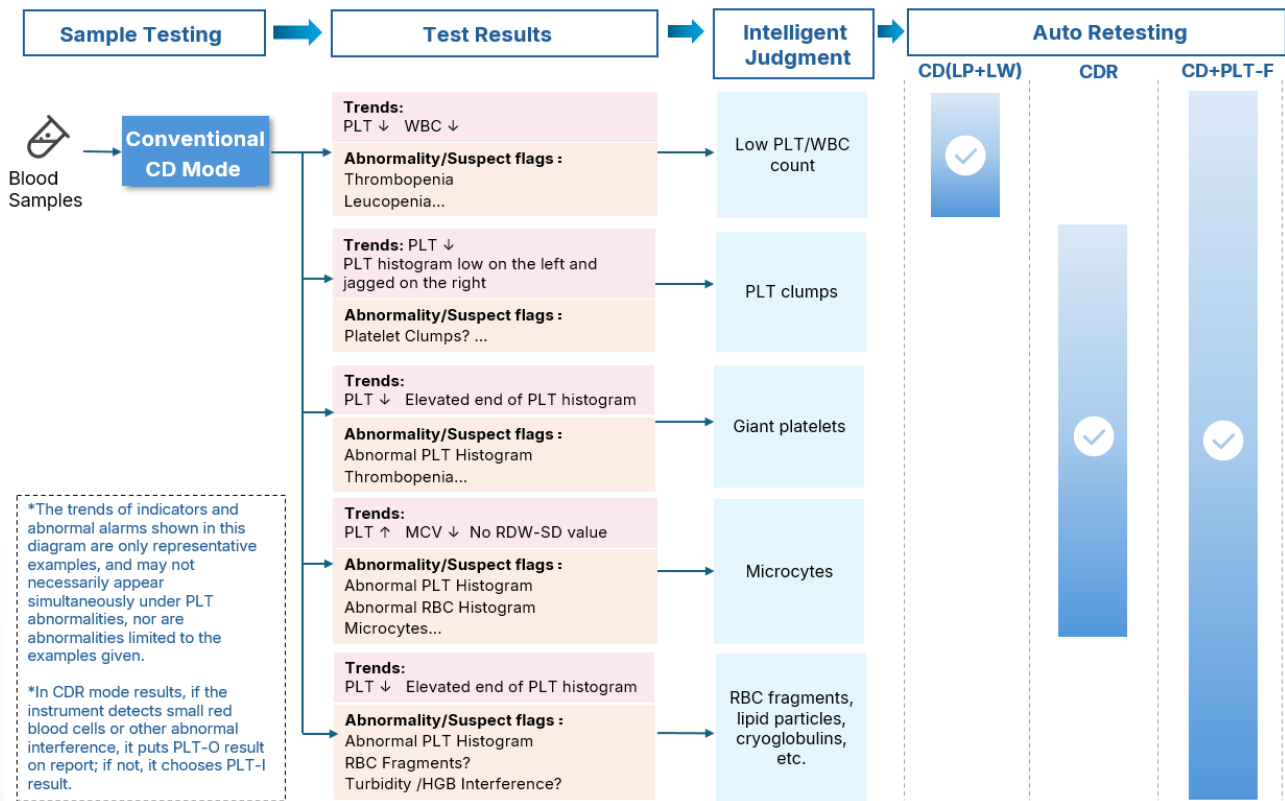 Sample Testing
Test Results
Intelligent
Judgment
Auto Retesting
CD(LP+LW)
CDR
CD+PLT-F
Blood
Samples
Conventional
CD Mode
Trends:
PLT ↓ WBC ↓
Abnormality/Suspect flags :
Thrombopenia
Leucopenia...
Low PLT/WBC
count
Trends: PLT ↓
PLT histogram low on the left and
jagged on the right
Abnormality/Suspect flags :
Platelet Clumps? ...
PLT clumps
Trends:
PLT ↓ Elevated end of PLT histogram
Abnormality/Suspect flags :
Abnormal PLT Histogram
Thrombopenia...
Giant platelets
Trends:
PLT ↑ MCV ↓ No RDW-SD value
Abnormality/Suspect flags :
Abnormal PLT Histogram
Abnormal RBC Histogram
Microcytes...
Microcytes
Trends:
PLT ↓ Elevated end of PLT histogram
Abnormality/Suspect flags :
Abnormal PLT Histogram
RBC Fragments?
Turbidity /HGB Interference?
RBC fragments,
lipid particles,
cryoglobulins,
etc.
*The trends of indicators and
abnormal alarms shown in this
diagram are only representative
examples, and may not
necessarily appear
simultaneously under PLT
abnormalities, nor are
abnormalities limited to the
examples given.
*In CDR mode results, if the
instrument detects small red
blood cells or other abnormal
interference, it puts PLT-O result
on report; if not, it chooses PLT-I
result.